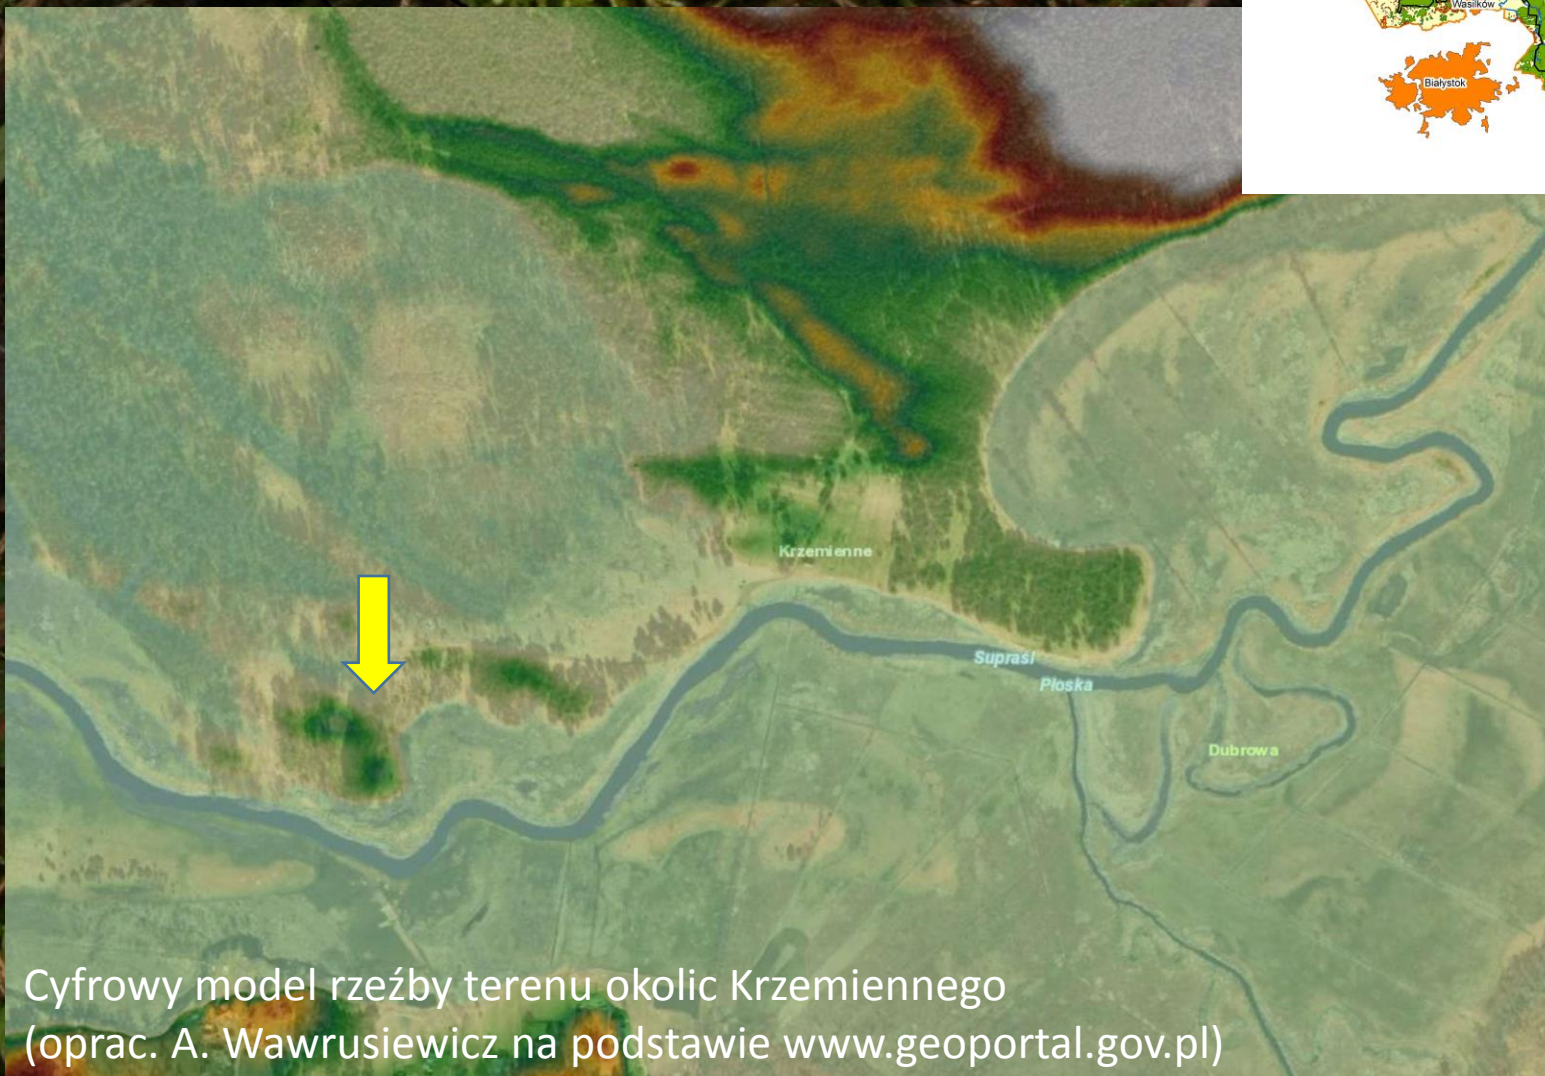 Wasilków
Białystok
Krzemienne
Supraśl
Płoska
Dubrowa
Cyfrowy model rzeźby terenu okolic Krzemiennego
(oprac. A. Wawrusiewicz na podstawie www.geoportal.gov.pl)